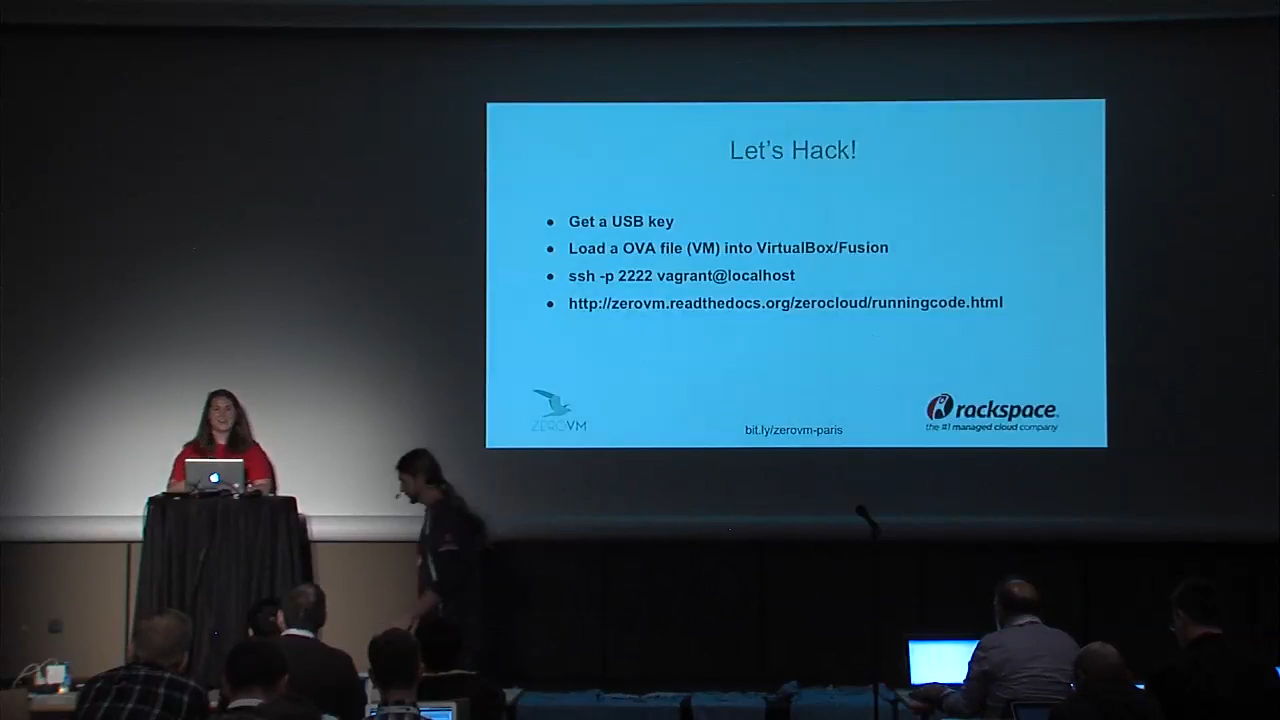 Let's Hack!
Get a USB key
Load a OVA file (VM) into VirtualBox/Fusion
ssh -p 2222 vagrant@localhost
http://zerovm.readthedocs.org/zerocloud/runningcode.html
ZEROVM
bit.ly/zerovm-paris
rackspace.
the #1 managed cloud company